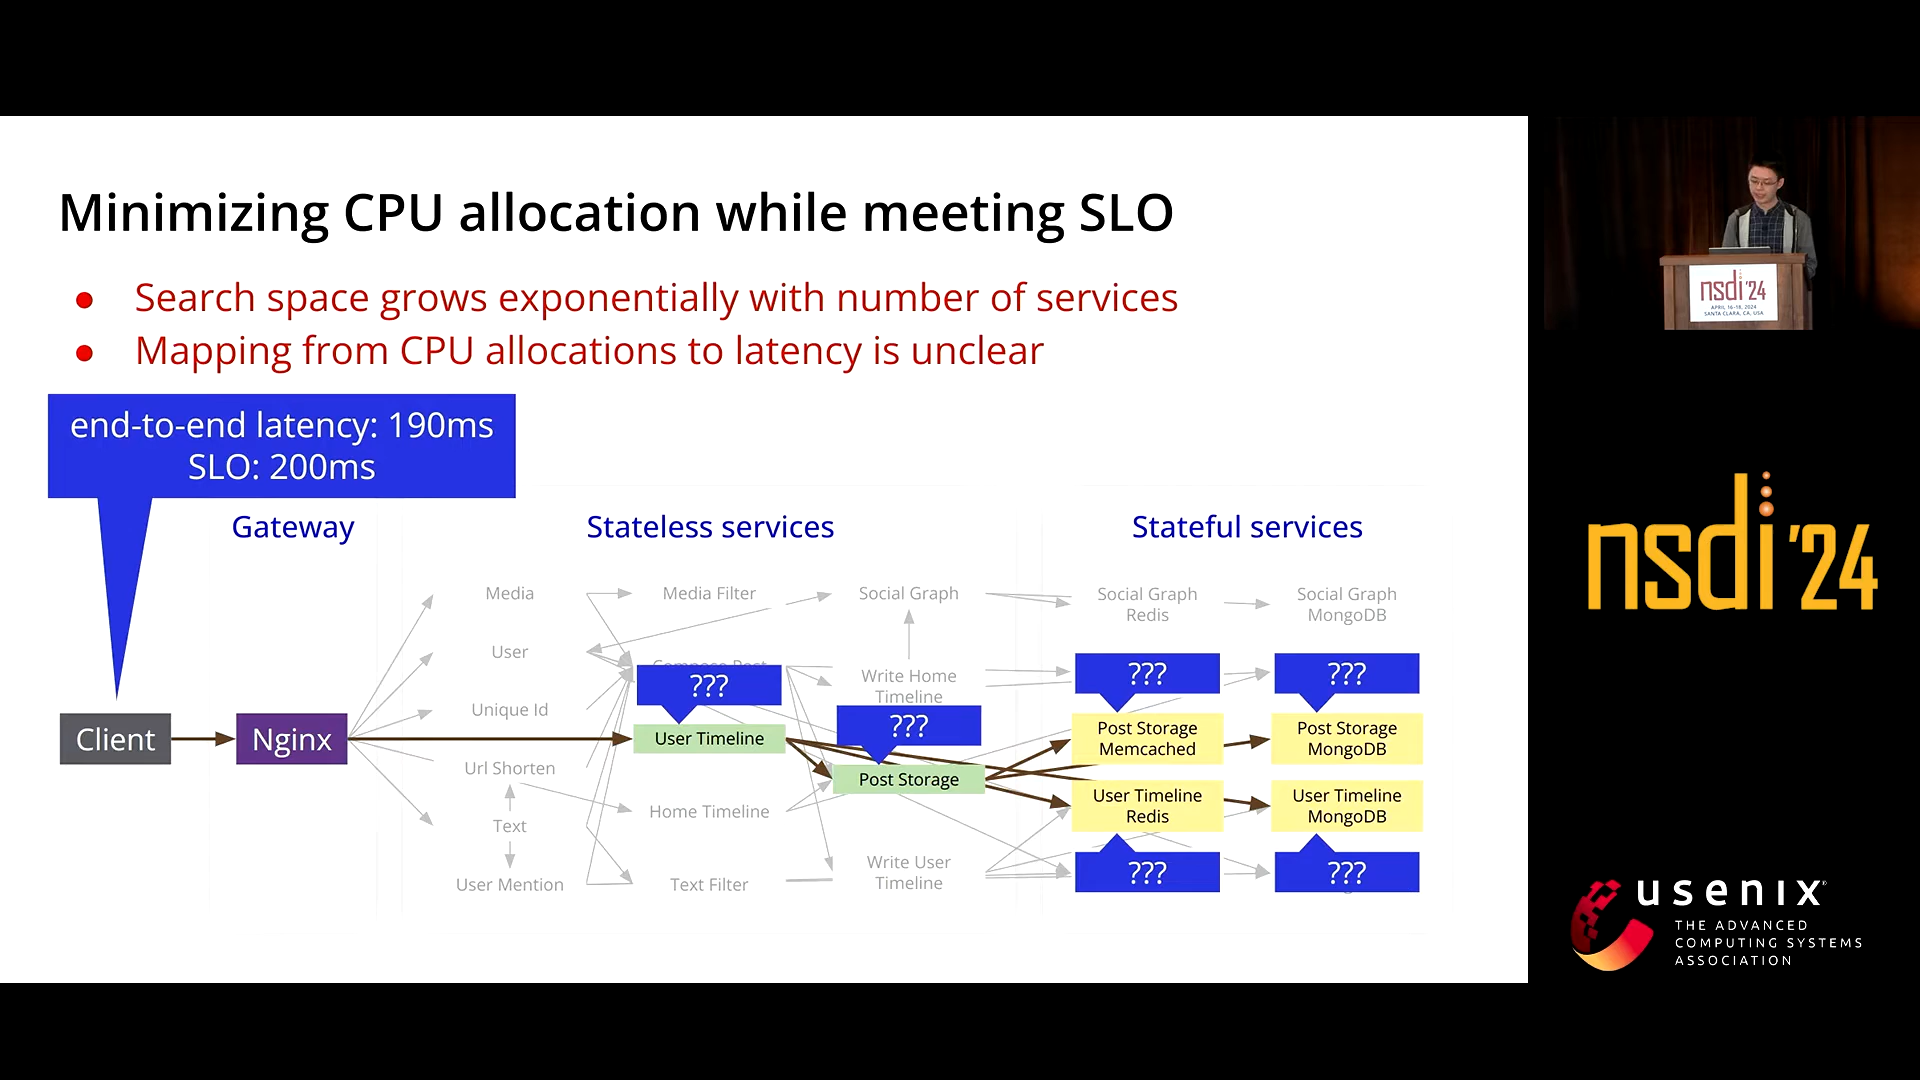 Minimizing CPU allocation while meeting SLO
● Search space grows exponentially with number of services
● Mapping from CPU allocations to latency is unclear
end-to-end latency: 190ms
SLO: 200ms
Gateway
Stateless services
Stateful services
Media
Media Filter
Social Graph
Social Graph
Redis
Social Graph
MongoDB
User
Compose Post
???
Write Home
Timeline
???
???
Unique Id
???
Client
Nginx
User Timeline
Post Storage
Memcached
Post Storage
MongoDB
Url Shorten
Post Storage
Home Timeline
User Timeline
Redis
User Timeline
MongoDB
Text
User Mention
Text Filter
Write User
Timeline
???
???
nsdi '24
APRIL 16-18, 2024
SANTA CLARA, CA, USA
nsdi '24
usenix
THE ADVANCED
COMPUTING SYSTEMS
ASSOCIATION